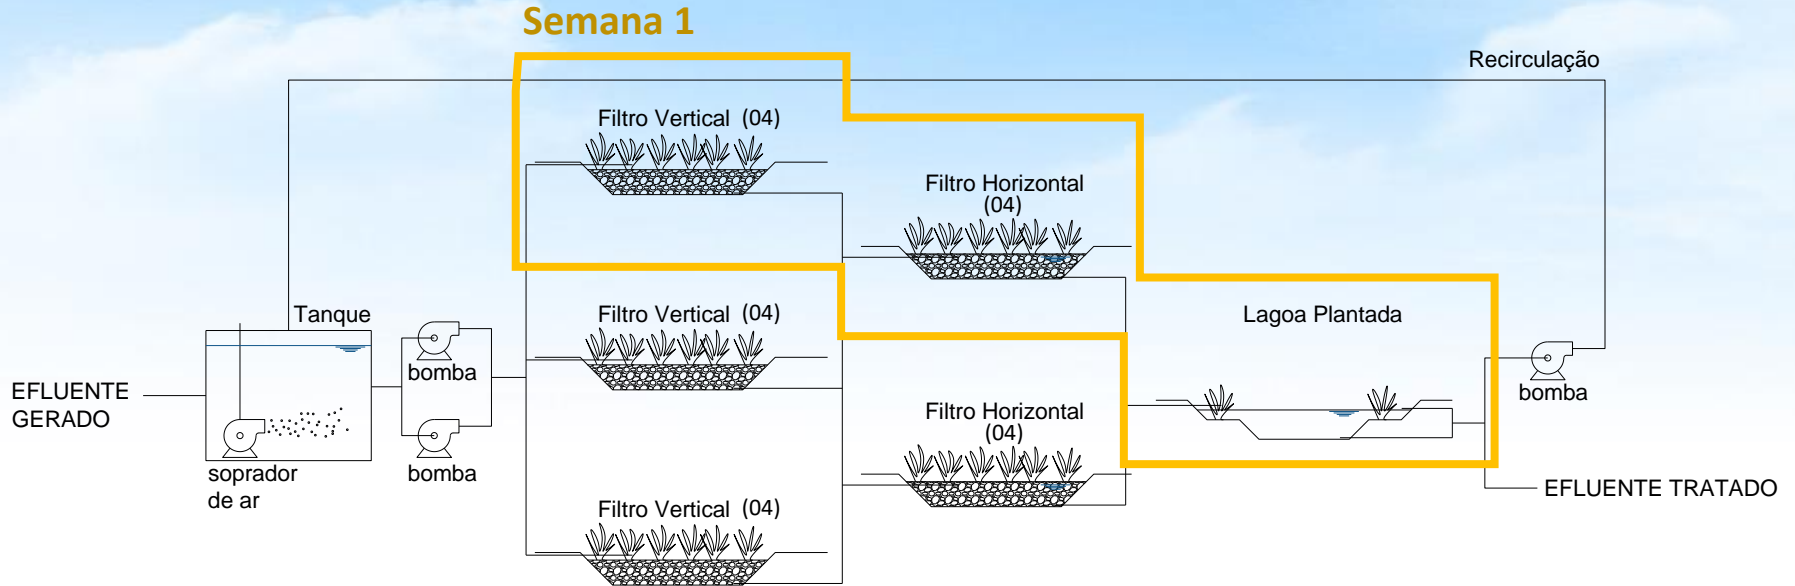 Semana 1
Recirculação
Filtro Vertical (04)
Filtro Horizontal
(04)
Tanque
Filtro Vertical (04)
Lagoa Plantada
bomba
EFLUENTE
GERADO
bomba
Filtro Horizontal
(04)
soprador
de ar
bomba
EFLUENTE TRATADO
Filtro Vertical (04)